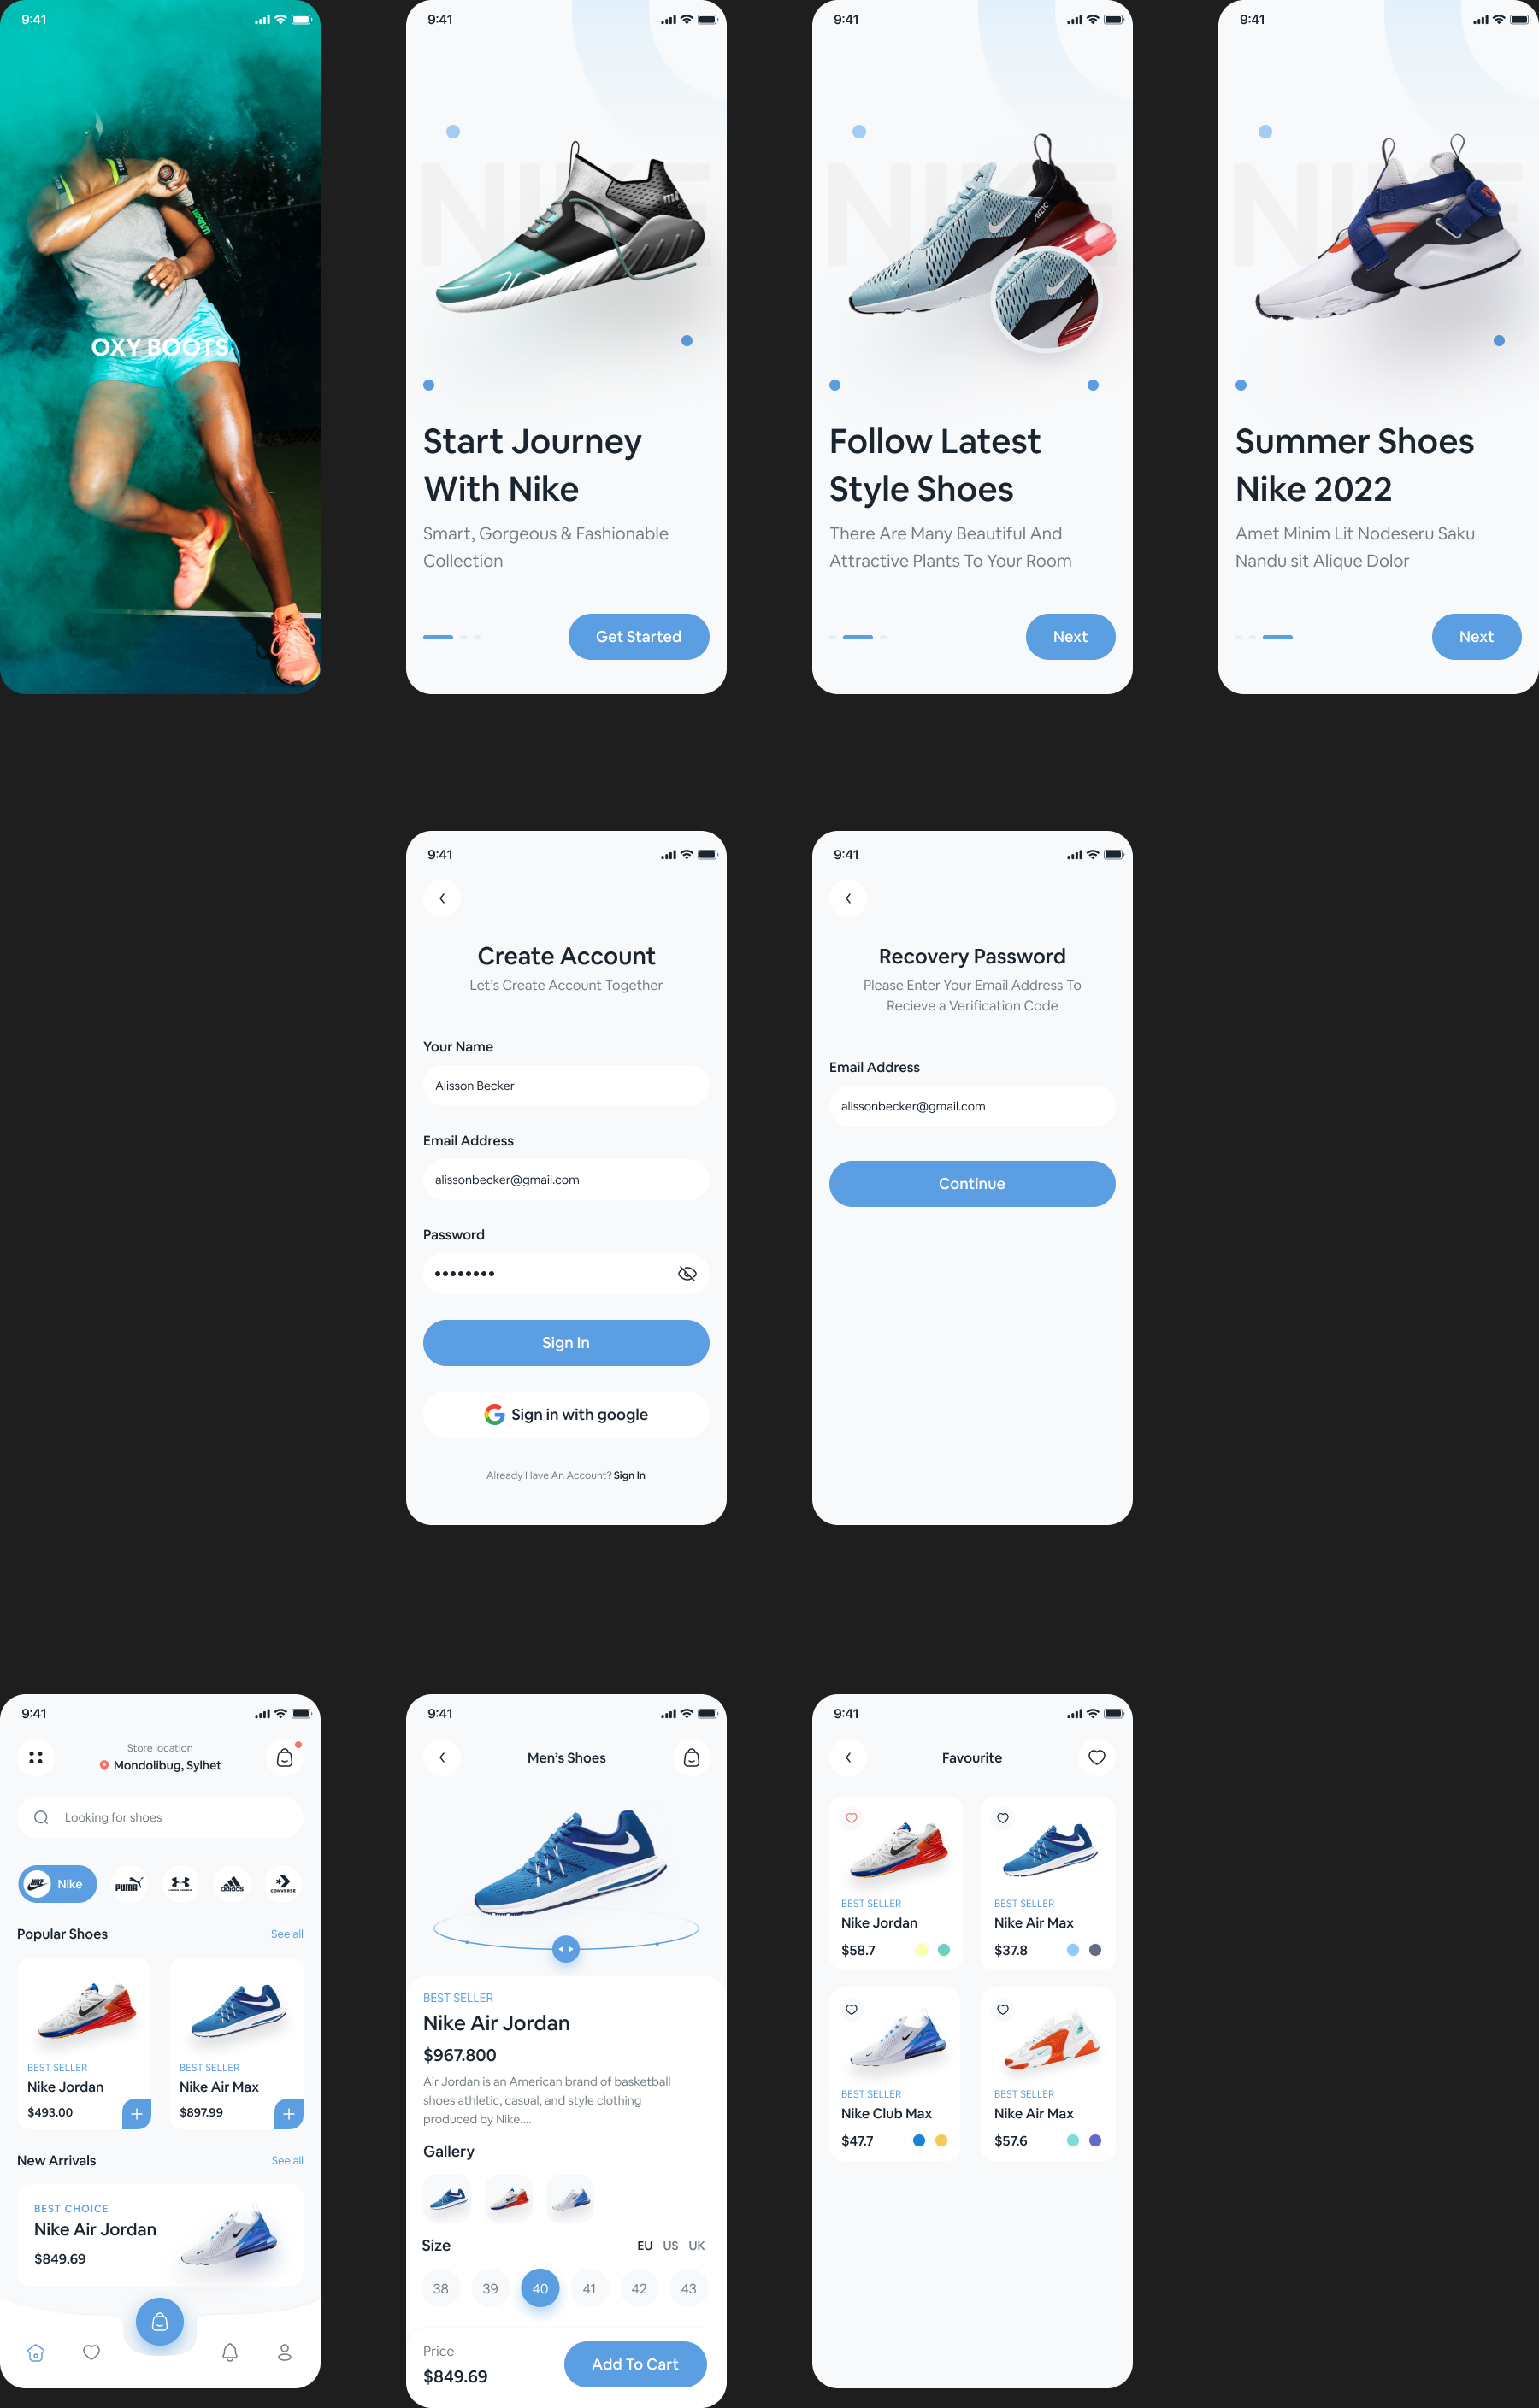 9:41
OXY BOOTS
Wilson
9:41
NIKE
Start Journey
With Nike
Smart, Gorgeous & Fashionable
Collection
Get Started
9:41
NIKE
Follow Latest
Style Shoes
There Are Many Beautiful And
Attractive Plants To Your Room
Next
9:41
NIKE
Summer Shoes
Nike 2022
Amet Minim Lit Nodeseru Saku
Nandu sit Alique Dolor
Next
9:41
Create Account
Let's Create Account Together
Your Name
Alisson Becker
Email Address
alissonbecker@gmail.com
Password
••••••••
Sign In
Sign in with google
Already Have An Account? Sign In
9:41
Recovery Password
Please Enter Your Email Address To
Recieve a Verification Code
Email Address
alissonbecker@gmail.com
Continue
9:41
Store location
Mondolibug, Sylhet
Looking for shoes
NIKE Nike PUMA UNDER ARMOUR adidas CONVERSE
Popular Shoes See all
BEST SELLER
Nike Jordan
$493.00
BEST SELLER
Nike Air Max
$897.99
New Arrivals See all
BEST CHOICE
Nike Air Jordan
$849.69
9:41
Men's Shoes
BEST SELLER
Nike Air Jordan
$967.800
Air Jordan is an American brand of basketball
shoes athletic, casual, and style clothing
produced by Nike....
Gallery
Size EU US UK
38 39 40 41 42 43
Price
$849.69
Add To Cart
9:41
Favourite
BEST SELLER
Nike Jordan
$58.7
BEST SELLER
Nike Air Max
$37.8
BEST SELLER
Nike Club Max
$47.7
BEST SELLER
Nike Air Max
$57.6